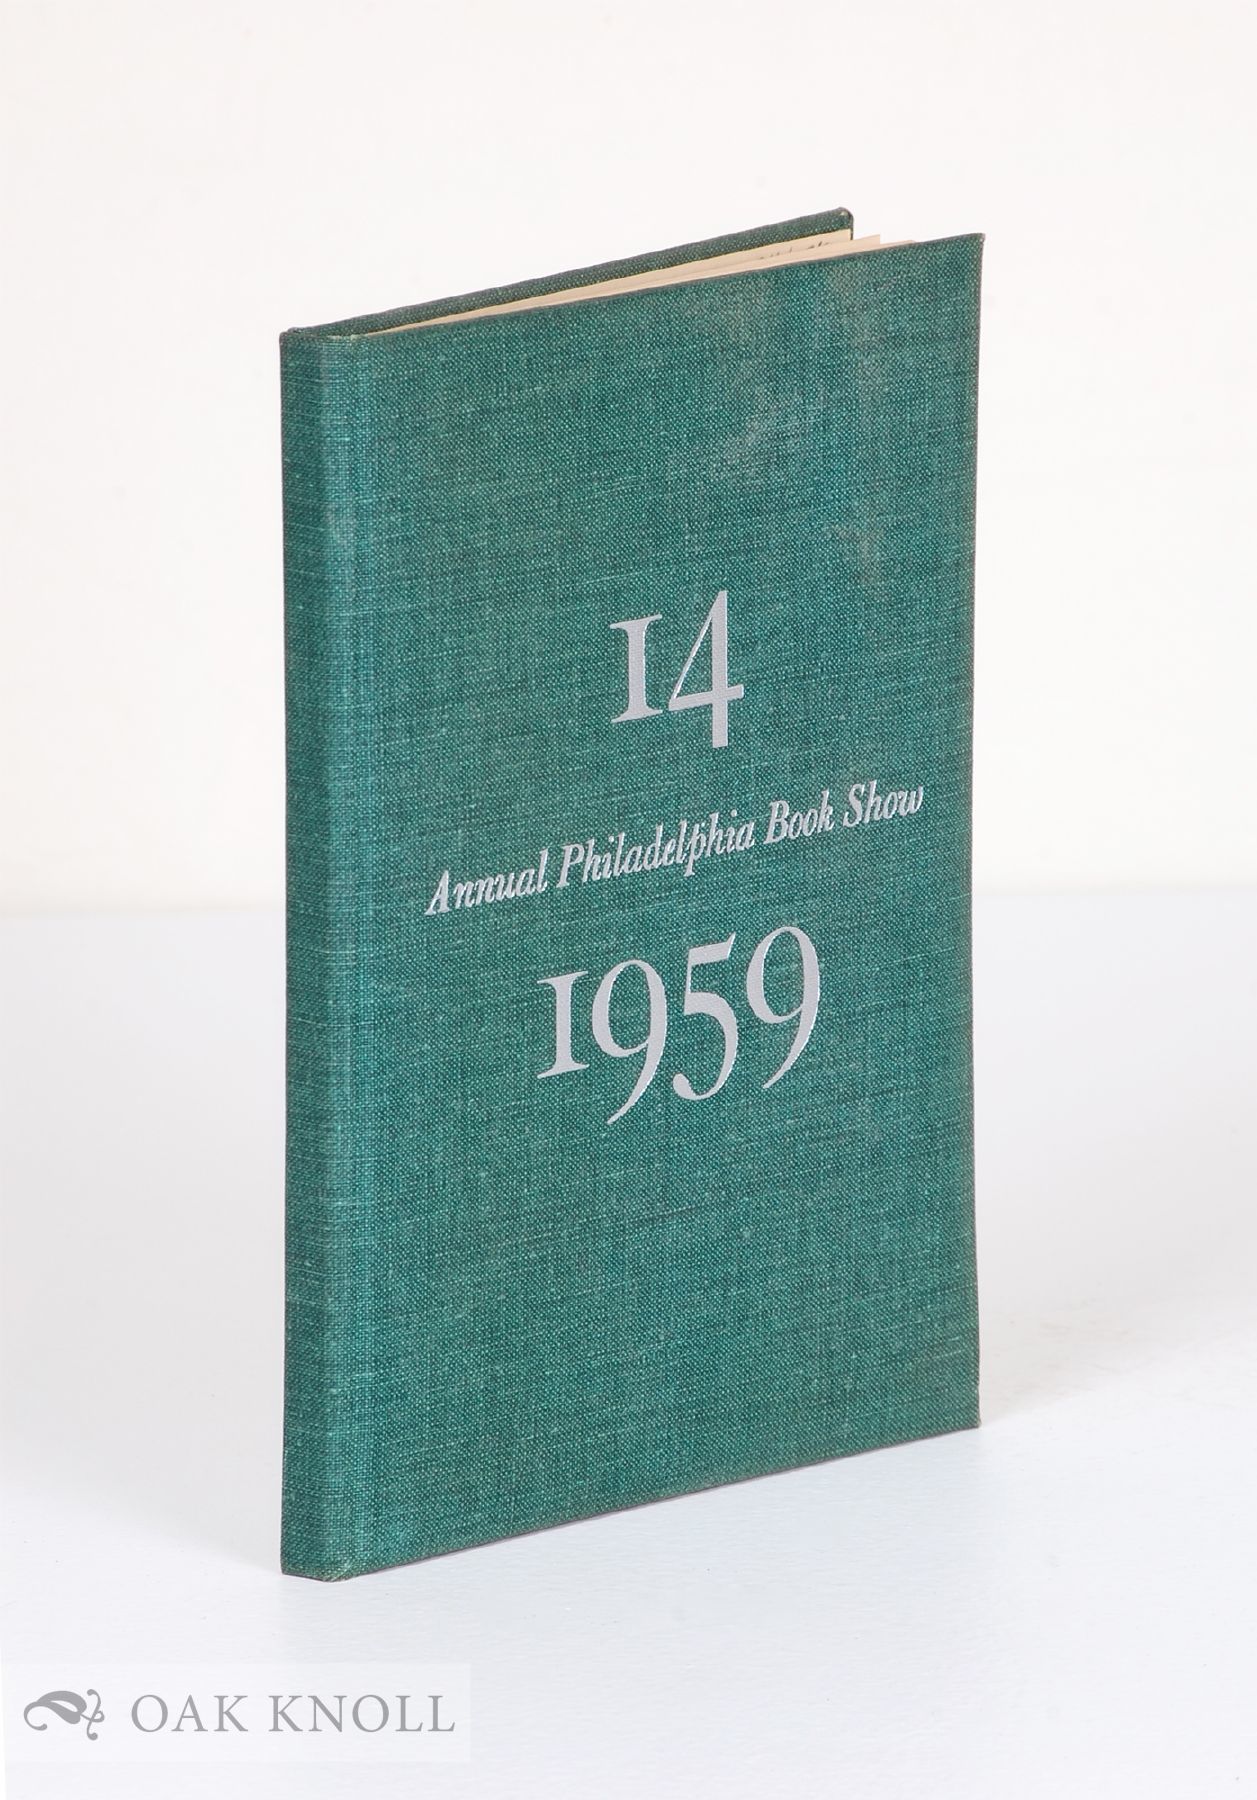 14
Annual Philadelphia Book Show
1959
OAK KNOLL